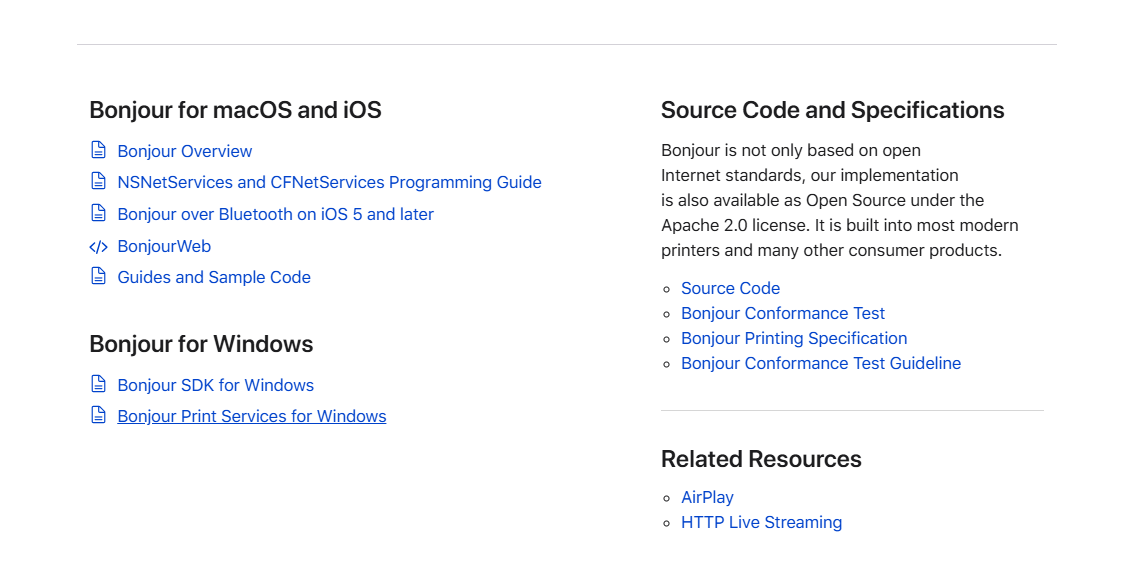 Bonjour for macOS and iOS
Bonjour Overview
NSNetServices and CFNetServices Programming Guide
Bonjour over Bluetooth on iOS 5 and later
BonjourWeb
Guides and Sample Code
Bonjour for Windows
Bonjour SDK for Windows
Bonjour Print Services for Windows
Source Code and Specifications
Bonjour is not only based on open
Internet standards, our implementation
is also available as Open Source under the
Apache 2.0 license. It is built into most modern
printers and many other consumer products.
Source Code
Bonjour Conformance Test
Bonjour Printing Specification
Bonjour Conformance Test Guideline
Related Resources
AirPlay
HTTP Live Streaming